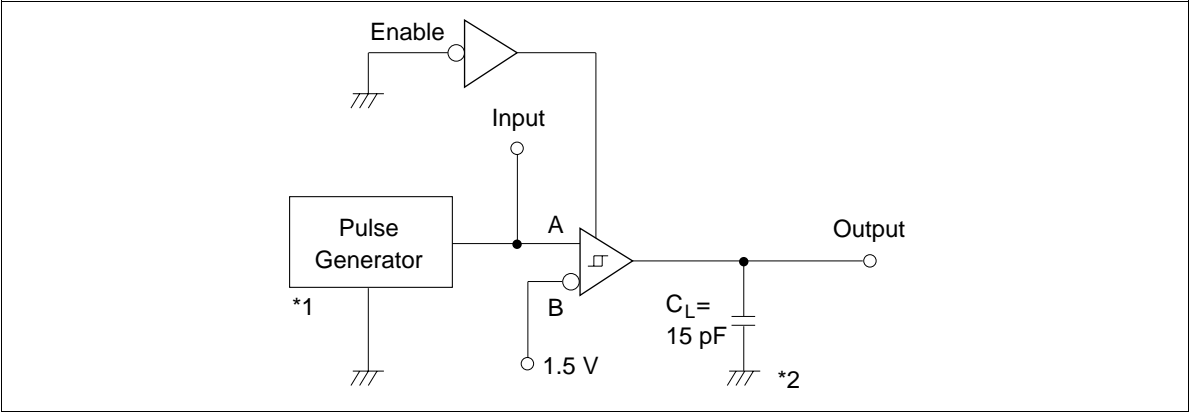 Enable
Input
Pulse
Generator
*1
A
B
1.5 V
Output
CL=
15 pF
*2